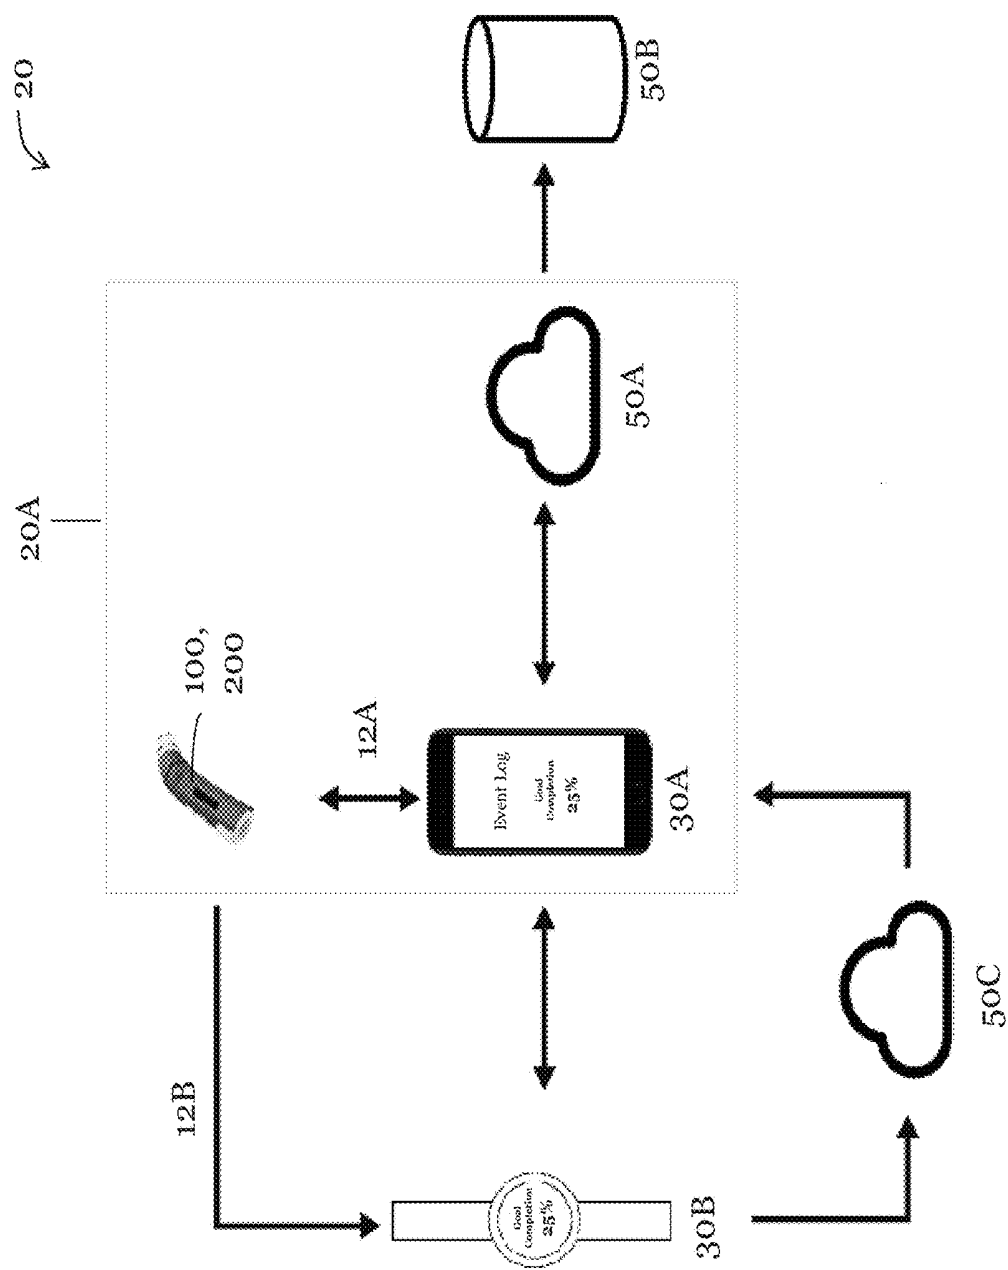 20A
20
12B
100,
200
12A
Event Log
Goal
Completion
25%
Goal
Completion
25%
50A
50B
30A
30B
50C